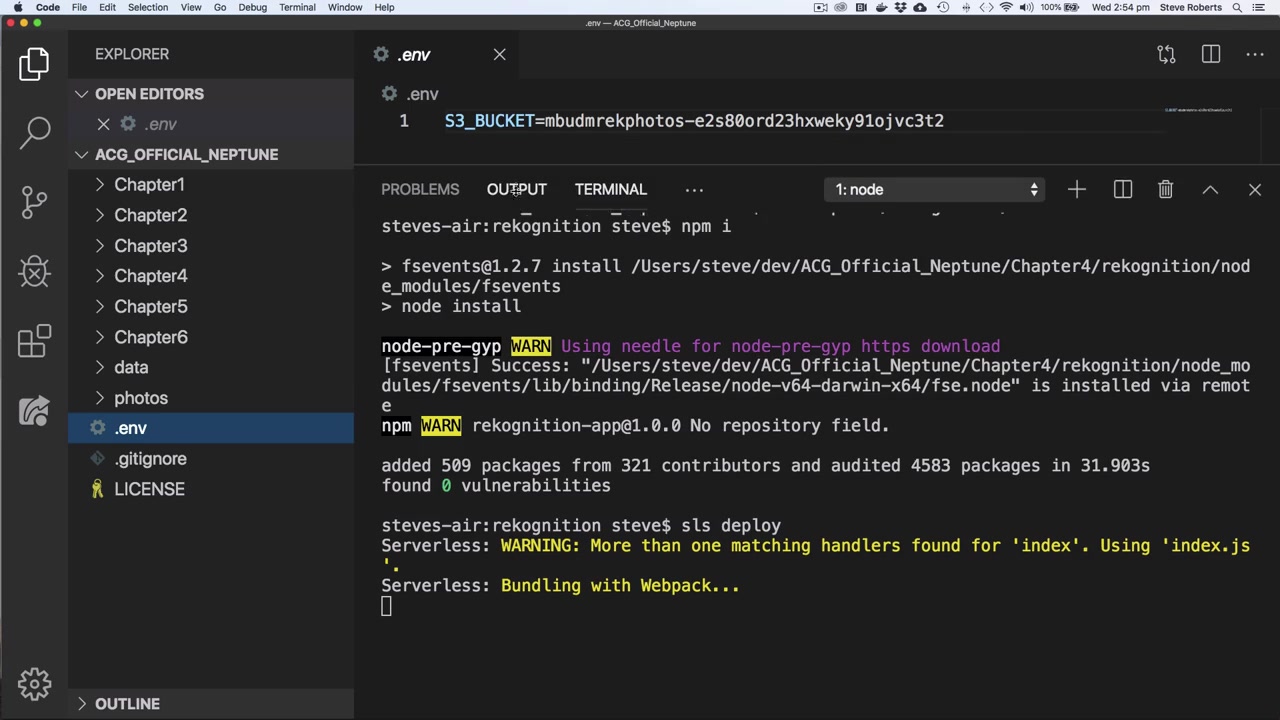 Code File Edit Selection View Go Debug Terminal Window Help 100% Wed 2:54 pm Steve Roberts
.env — ACG_Official_Neptune
EXPLORER
OPEN EDITORS
.env
ACG_OFFICIAL_NEPTUNE
Chapter1
Chapter2
Chapter3
Chapter4
Chapter5
Chapter6
data
photos
.env
.gitignore
LICENSE
OUTLINE
.env
.env
1 S3_BUCKET=mbudmrekphotos-e2s80ord23hxweky91ojvc3t2
PROBLEMS OUTPUT TERMINAL ... 1: node
steves-air:rekognition steve$ npm i
> fsevents@1.2.7 install /Users/steve/dev/ACG_Official_Neptune/Chapter4/rekognition/nod
e_modules/fsevents
> node install
node-pre-gyp WARN Using needle for node-pre-gyp https download
[fsevents] Success: "/Users/steve/dev/ACG_Official_Neptune/Chapter4/rekognition/node_mo
dules/fsevents/lib/binding/Release/node-v64-darwin-x64/fse.node" is installed via remot
e
npm WARN rekognition-app@1.0.0 No repository field.
added 509 packages from 321 contributors and audited 4583 packages in 31.903s
found 0 vulnerabilities
steves-air:rekognition steve$ sls deploy
Serverless: WARNING: More than one matching handlers found for 'index'. Using 'index.js
'.
Serverless: Bundling with Webpack...